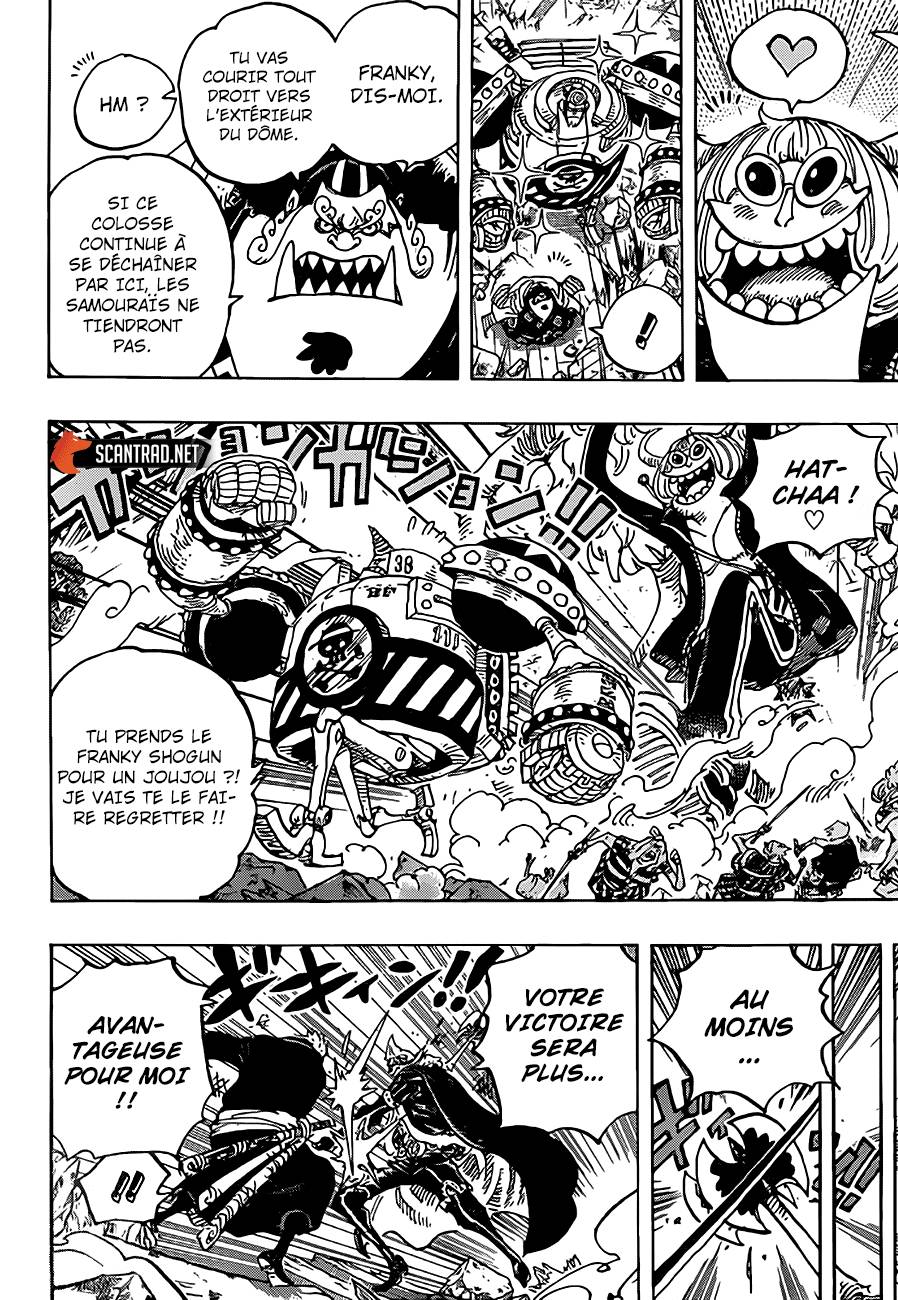 !!
FRANKY,
DIS-MOI.
TU VAS
COURIR TOUT
DROIT VERS
L'EXTÉRIEUR
DU DÔME.
HM ?
SI CE
COLOSSE
CONTINUE À
SE DÉCHAÎNER
PAR ICI, LES
SAMOURAÏS NE
TIENDRONT
PAS.
SCANTRAD.NET
HAT-
CHAA !
♡
38
TU PRENDS LE
FRANKY SHOGUN
POUR UN JOUJOU ?!
JE VAIS TE LE FAI-
RE REGRETTER !!
AU
MOINS
...
VOTRE
VICTOIRE
SERA
PLUS...
AVAN-
TAGEUSE
POUR MOI
!!
!!